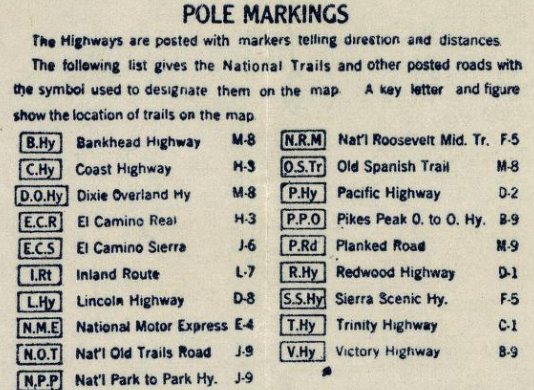 POLE MARKINGS
The Highways are posted with markers telling direction and distances.
The following list gives the National Trails and other posted roads with
the symbol used to designate them on the map. A key letter and figure
show the location of trails on the map.
B.Hy Bankhead Highway M-8
C.Hy Coast Highway H-3
D.O.Hy Dixie Overland Hy M-8
E.C.R El Camino Real H-3
E.C.S El Camino Sierra J-6
I.Rt Inland Route L-7
L.Hy Lincoln Highway D-8
N.M.E National Motor Express E-4
N.O.T Nat'l Old Trails Road J-9
N.P.P Nat'l Park to Park Hy. J-9
N.R.M Nat'l Roosevelt Mid. Tr. F-5
O.S.Tr Old Spanish Trail M-8
P.Hy Pacific Highway D-2
P.P.O Pikes Peak O. to O. Hy. B-9
P.Rd Planked Road M-9
R.Hy Redwood Highway D-1
S.S.Hy Sierra Scenic Hy. F-5
T.Hy Trinity Highway C-1
V.Hy Victory Highway B-9